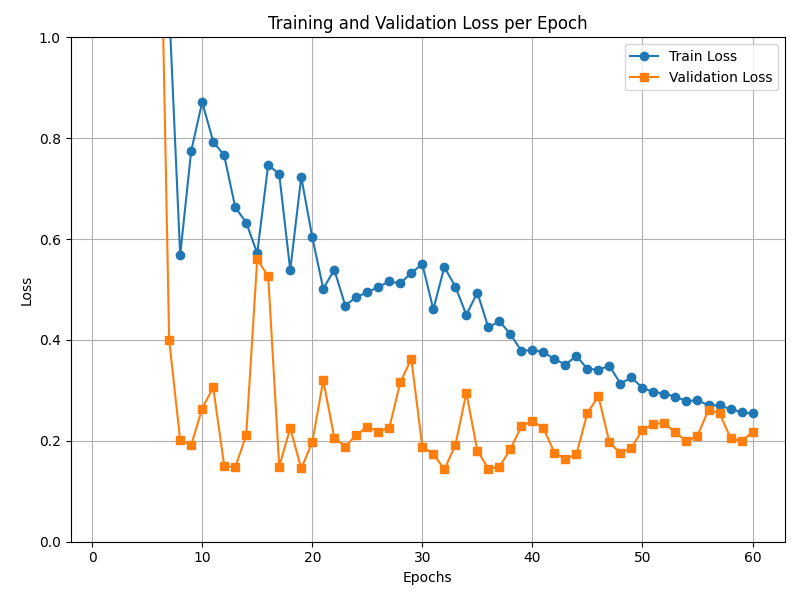 Training and Validation Loss per Epoch
Train Loss
Validation Loss
1.0
0.8
0.6
0.4
0.2
0.0
Loss
0 10 20 30 40 50 60
Epochs